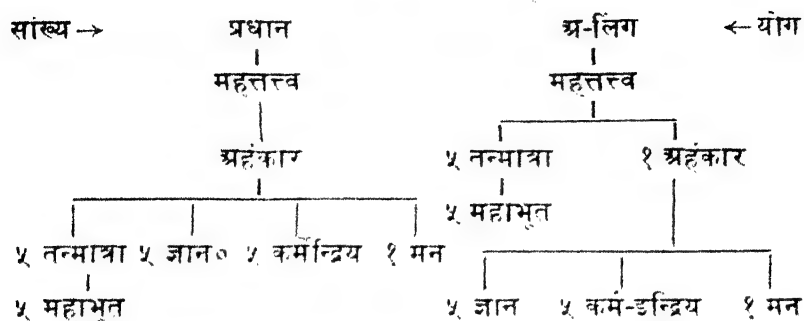 सांख्य → प्रधान अ-लिंग ← योग
महत्तत्त्व महत्तत्त्व
अहंकार ५ तन्मात्रा १ अहंकार
५ महाभूत
५ तन्मात्रा ५ ज्ञान० ५ कर्मेन्द्रिय १ मन
५ महाभूत ५ ज्ञान ५ कर्म-इन्द्रिय १ मन